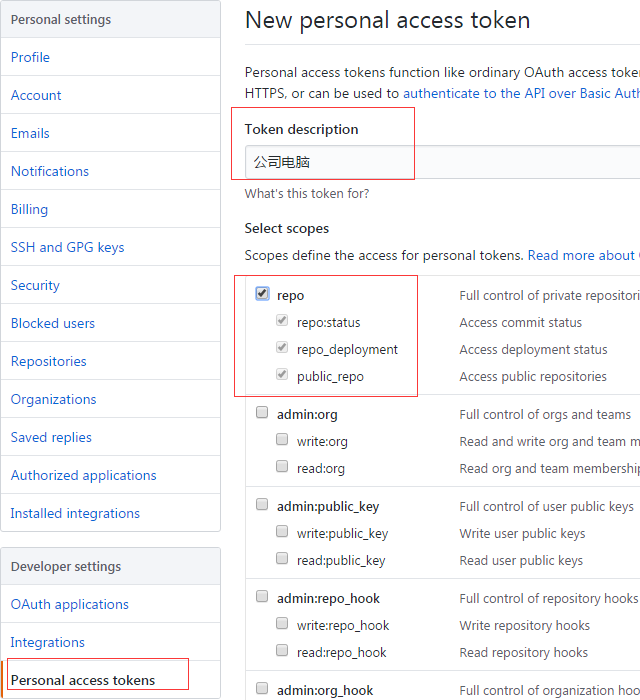 Personal settings
Profile
Account
Emails
Notifications
Billing
SSH and GPG keys
Security
Blocked users
Repositories
Organizations
Saved replies
Authorized applications
Installed integrations
Developer settings
OAuth applications
Integrations
Personal access tokens
New personal access token
Personal access tokens function like ordinary OAuth access
HTTPS, or can be used to authenticate to the API over Basic
Token description
公司电脑
What's this token for?
Select scopes
Scopes define the access for personal tokens. Read more about
repo Full control of private
repo:status Access commit status
repo_deployment Access deployment status
public_repo Access public repositories
admin:org Full control of orgs and teams
write:org Read and write org and team
read:org Read org and team
admin:public_key Full control of user public keys
write:public_key Write user public keys
read:public_key Read user public keys
admin:repo_hook Full control of repository hooks
write:repo_hook Write repository hooks
read:repo_hook Read repository hooks
admin:org_hook Full control of organization